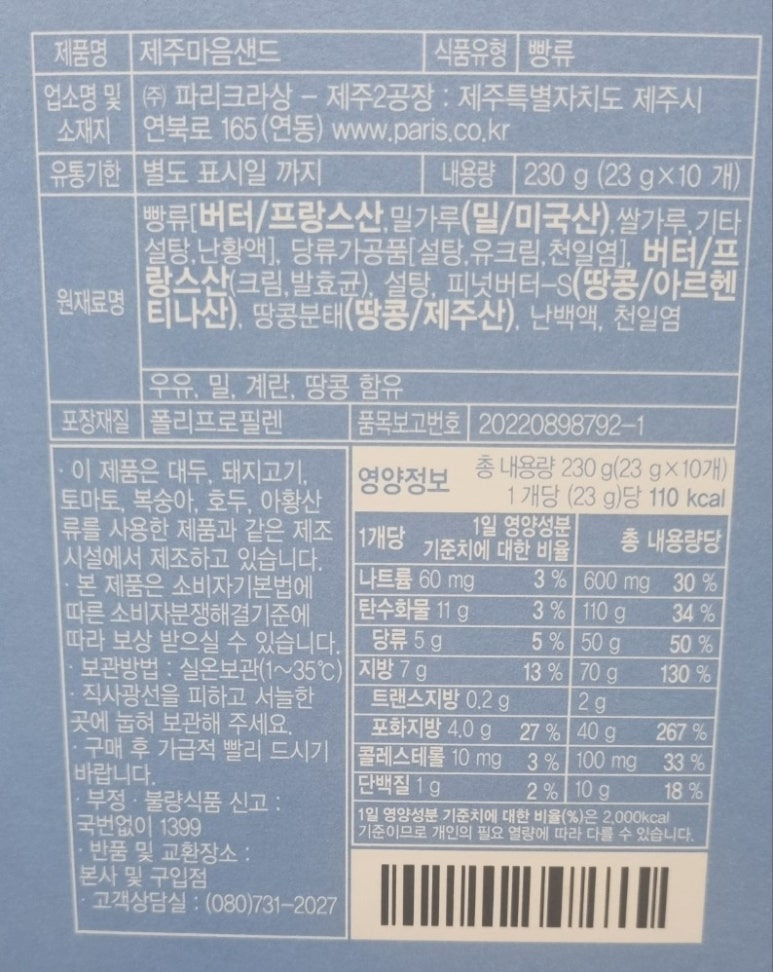 제품명 제주마음샌드 식품유형 빵류
업소명 및 ㈜ 파리크라상 – 제주2공장 : 제주특별자치도 제주시
소재지 연북로 165(연동) www.paris.co.kr
유통기한 별도 표시일 까지 내용량 230 g (23 g×10 개)
원재료명
빵류[버터/프랑스산,밀가루(밀/미국산),쌀가루,기타
설탕,난황액], 당류가공품[설탕,유크림,천일염], 버터/프
랑스산(크림,발효균), 설탕, 피넛버터-S(땅콩/아르헨
티나산), 땅콩분태(땅콩/제주산), 난백액, 천일염
우유, 밀, 계란, 땅콩 함유
포장재질 폴리프로필렌 품목보고번호 20220898792-1
· 이 제품은 대두, 돼지고기,
토마토, 복숭아, 호두, 아황산
류를 사용한 제품과 같은 제조
시설에서 제조하고 있습니다.
· 본 제품은 소비자기본법에
따른 소비자분쟁해결기준에
따라 보상 받으실 수 있습니다.
· 보관방법 : 실온보관(1~35℃)
· 직사광선을 피하고 서늘한
곳에 눕혀 보관해 주세요.
· 구매 후 가급적 빨리 드시기
바랍니다.
· 부정 · 불량식품 신고 :
국번없이 1399
· 반품 및 교환장소 :
본사 및 구입점
· 고객상담실 : (080)731-2027
영양정보 총 내용량 230 g(23 g×10개)
1 개당 (23 g)당 110 kcal
1개당 1일 영양성분 총 내용량당
기준치에 대한 비율
나트륨 60 mg 3 % 600 mg 30 %
탄수화물 11 g 3 % 110 g 34 %
당류 5 g 5 % 50 g 50 %
지방 7 g 13 % 70 g 130 %
트랜스지방 0.2 g 2 g
포화지방 4.0 g 27 % 40 g 267 %
콜레스테롤 10 mg 3 % 100 mg 33 %
단백질 1 g 2 % 10 g 18 %
1일 영양성분 기준치에 대한 비율(%)은 2,000kcal
기준이므로 개인의 필요 열량에 따라 다를 수 있습니다.